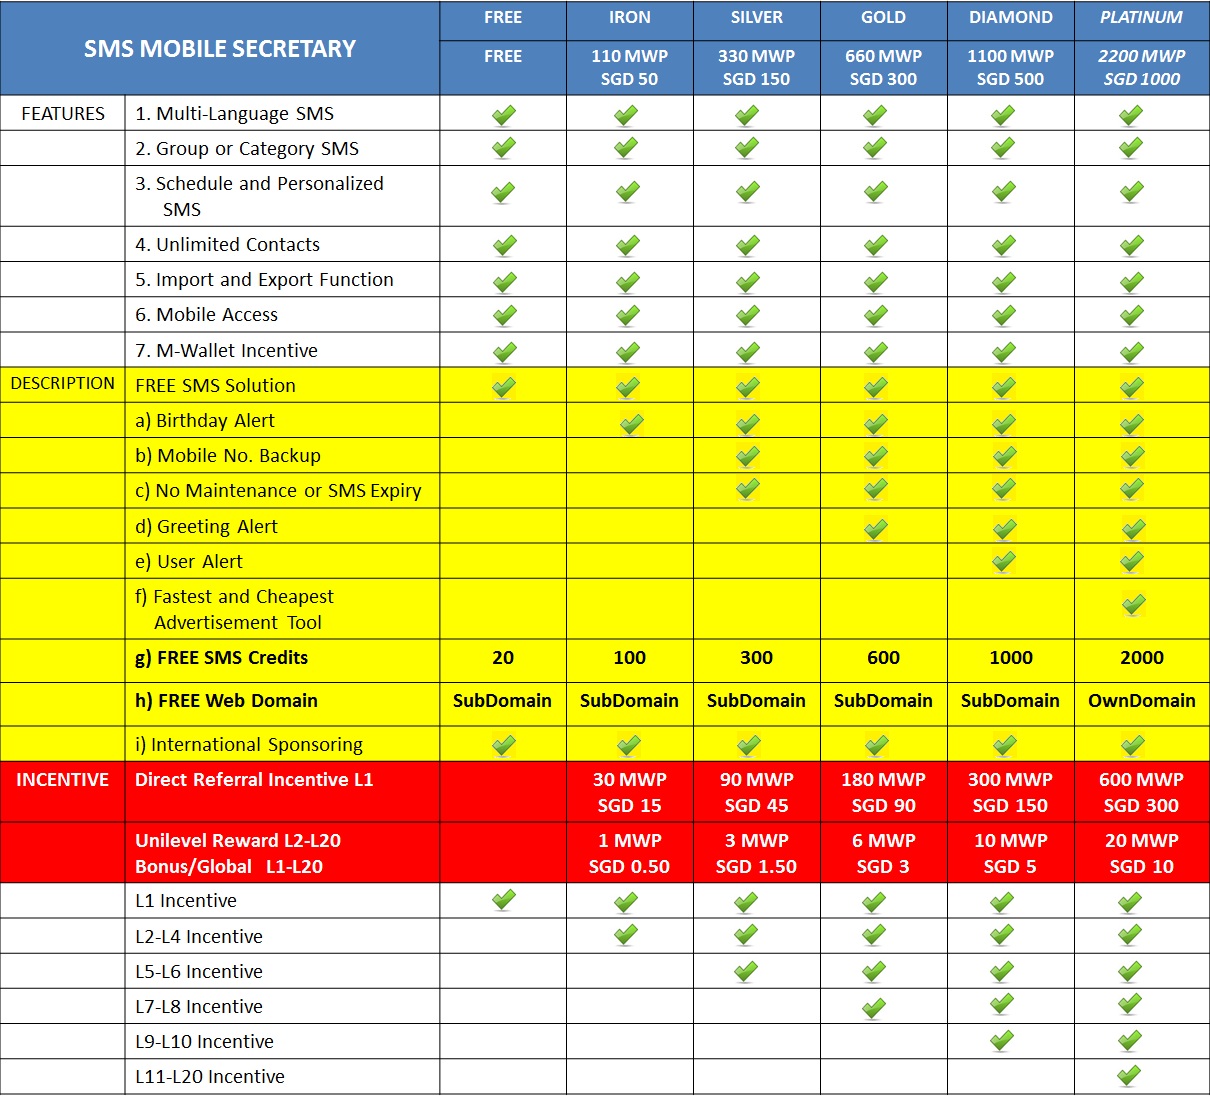 SMS MOBILE SECRETARY
FREE IRON SILVER GOLD DIAMOND PLATINUM
FREE 110 MWP 330 MWP 660 MWP 1100 MWP 2200 MWP
SGD 50 SGD 150 SGD 300 SGD 500 SGD 1000
FEATURES 1. Multi-Language SMS
2. Group or Category SMS
3. Schedule and Personalized
SMS
4. Unlimited Contacts
5. Import and Export Function
6. Mobile Access
7. M-Wallet Incentive
DESCRIPTION FREE SMS Solution
a) Birthday Alert
b) Mobile No. Backup
c) No Maintenance or SMS Expiry
d) Greeting Alert
e) User Alert
f) Fastest and Cheapest
Advertisement Tool
g) FREE SMS Credits 20 100 300 600 1000 2000
h) FREE Web Domain SubDomain SubDomain SubDomain SubDomain SubDomain OwnDomain
i) International Sponsoring
INCENTIVE Direct Referral Incentive L1 30 MWP 90 MWP 180 MWP 300 MWP 600 MWP
SGD 15 SGD 45 SGD 90 SGD 150 SGD 300
Unilevel Reward L2-L20 1 MWP 3 MWP 6 MWP 10 MWP 20 MWP
Bonus/Global L1-L20 SGD 0.50 SGD 1.50 SGD 3 SGD 5 SGD 10
L1 Incentive
L2-L4 Incentive
L5-L6 Incentive
L7-L8 Incentive
L9-L10 Incentive
L11-L20 Incentive